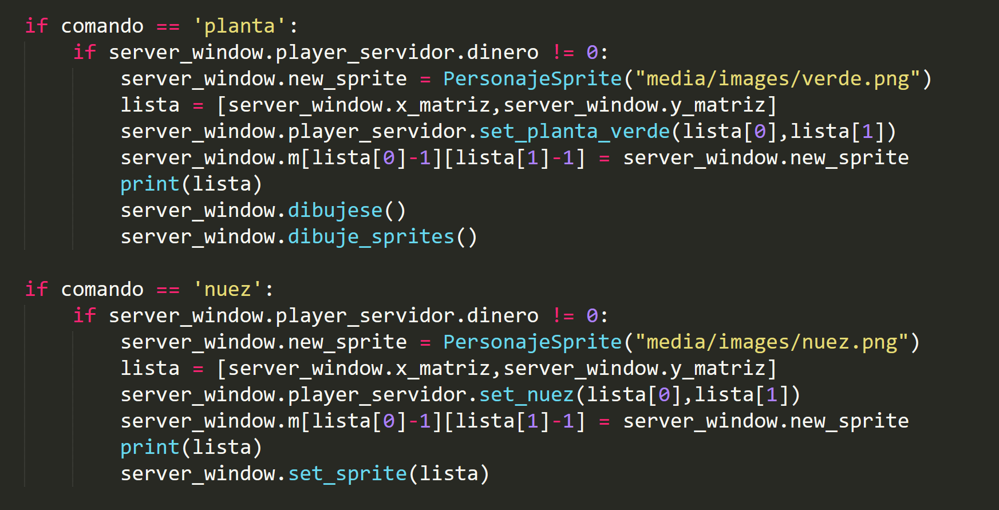 if comando == 'planta':
    if server_window.player_servidor.dinero != 0:
        server_window.new_sprite = PersonajeSprite("media/images/verde.png")
        lista = [server_window.x_matriz,server_window.y_matriz]
        server_window.player_servidor.set_planta_verde(lista[0],lista[1])
        server_window.m[lista[0]-1][lista[1]-1] = server_window.new_sprite
        print(lista)
        server_window.dibujese()
        server_window.dibuje_sprites()

if comando == 'nuez':
    if server_window.player_servidor.dinero != 0:
        server_window.new_sprite = PersonajeSprite("media/images/nuez.png")
        lista = [server_window.x_matriz,server_window.y_matriz]
        server_window.player_servidor.set_nuez(lista[0],lista[1])
        server_window.m[lista[0]-1][lista[1]-1] = server_window.new_sprite
        print(lista)
        server_window.set_sprite(lista)